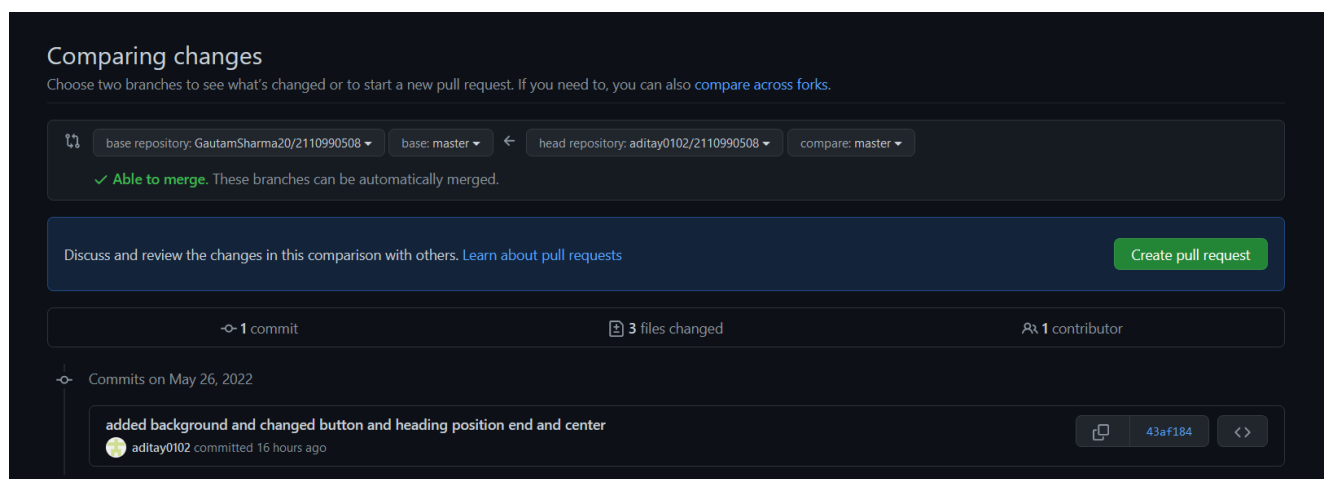 Comparing changes
Choose two branches to see what's changed or to start a new pull request. If you need to, you can also compare across forks.
base repository: GautamSharma20/2110990508 base: master head repository: aditay0102/2110990508 compare: master
Able to merge. These branches can be automatically merged.
Discuss and review the changes in this comparison with others. Learn about pull requests Create pull request
1 commit 3 files changed 1 contributor
Commits on May 26, 2022
added background and changed button and heading position end and center
43af184
aditay0102 committed 16 hours ago